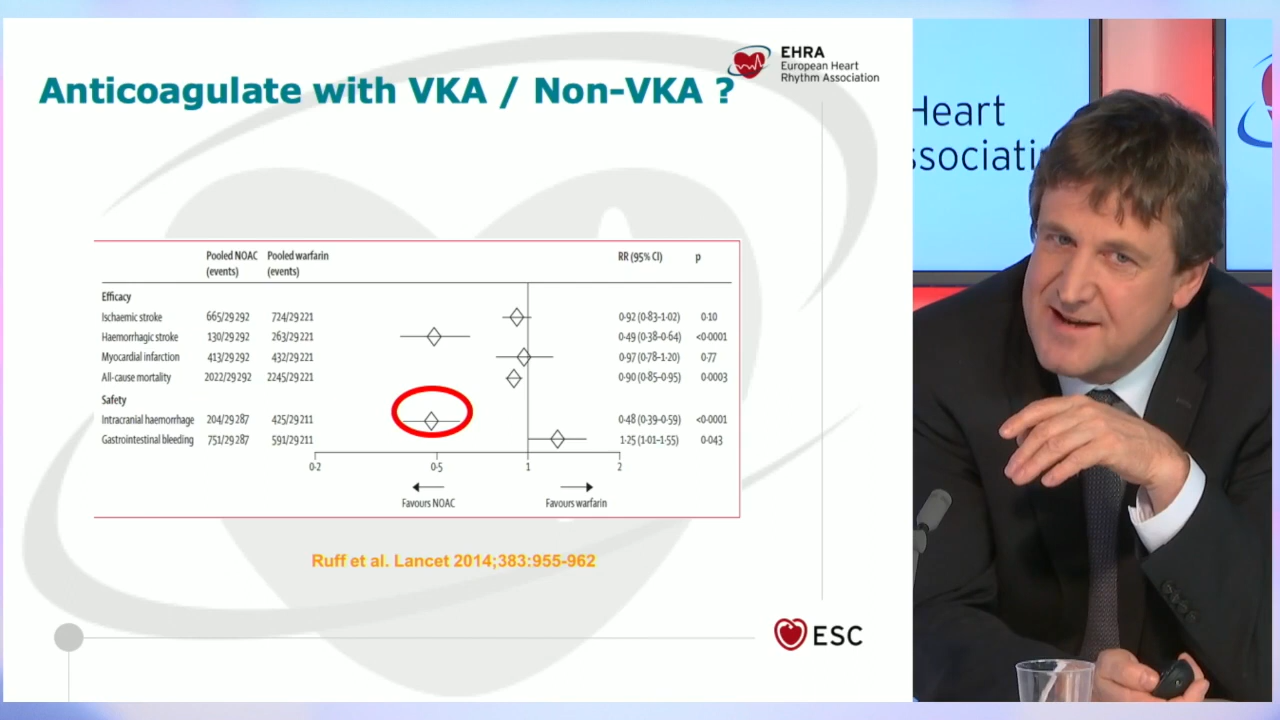 Anticoagulate with VKA / Non-VKA ?
EHRA
European Heart
Rhythm Association
Pooled NOAC Pooled warfarin RR (95% CI) p
(events) (events)
Efficacy
Ischaemic stroke 665/29 292 724/29 221 0·92 (0·83-1·02) 0·10
Haemorrhagic stroke 130/29 292 263/29 221 0·49 (0·38-0·64) <0·0001
Myocardial infarction 413/29 292 432/29 221 0·97 (0·78-1·20) 0·77
All-cause mortality 2022/29 292 2245/29 221 0·90 (0·85-0·95) 0·0003
Safety
Intracranial haemorrhage 204/29 287 425/29 211 0·48 (0·39-0·59) <0·0001
Gastrointestinal bleeding 751/29 287 591/29 211 1·25 (1·01-1·55) 0·043
0·2 0·5 1 2
Favours NOAC Favours warfarin
Ruff et al. Lancet 2014;383:955-962
ESC
Heart
ssociati